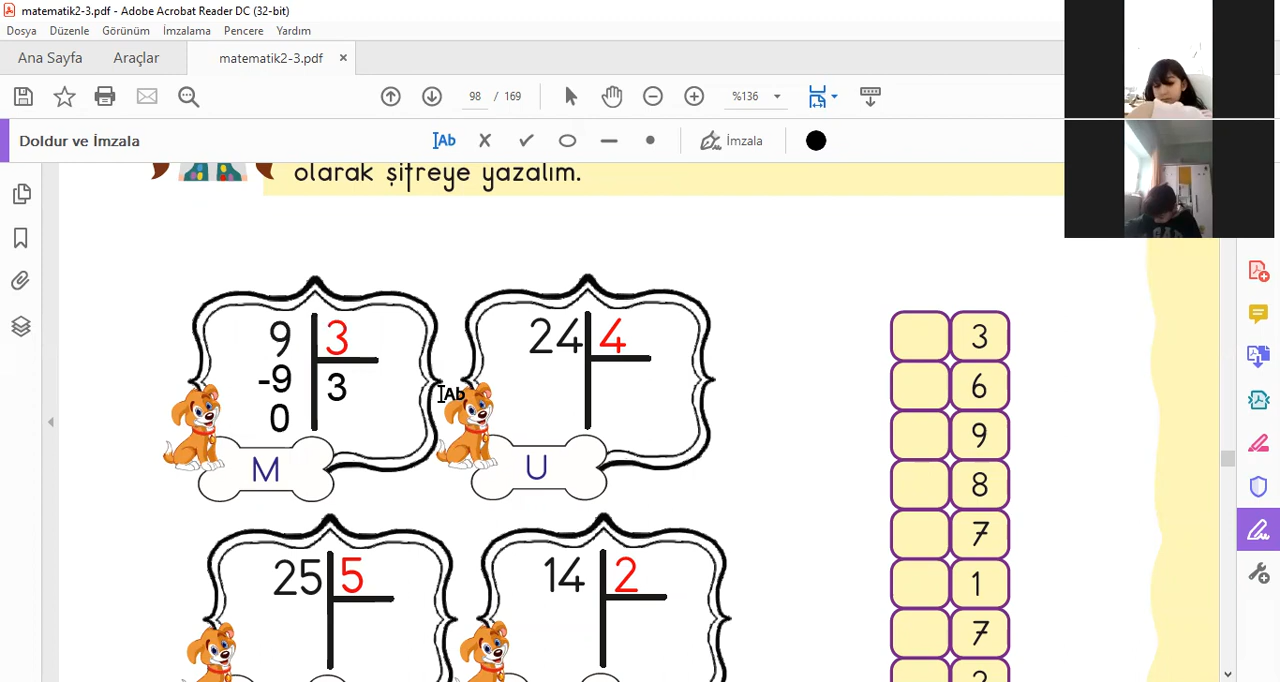 matematik2-3.pdf - Adobe Acrobat Reader DC (32-bit)
Dosya Düzenle Görünüm İmzalama Pencere Yardım
Ana Sayfa Araçlar matematik2-3.pdf ×
98 / 169 %136
Doldur ve İmzala
Ab
İmzala
olarak şifreye yazalım.
9 3
-9 3
0
M
24 4
U
Ab
25 5
14 2
3
6
9
8
7
1
7